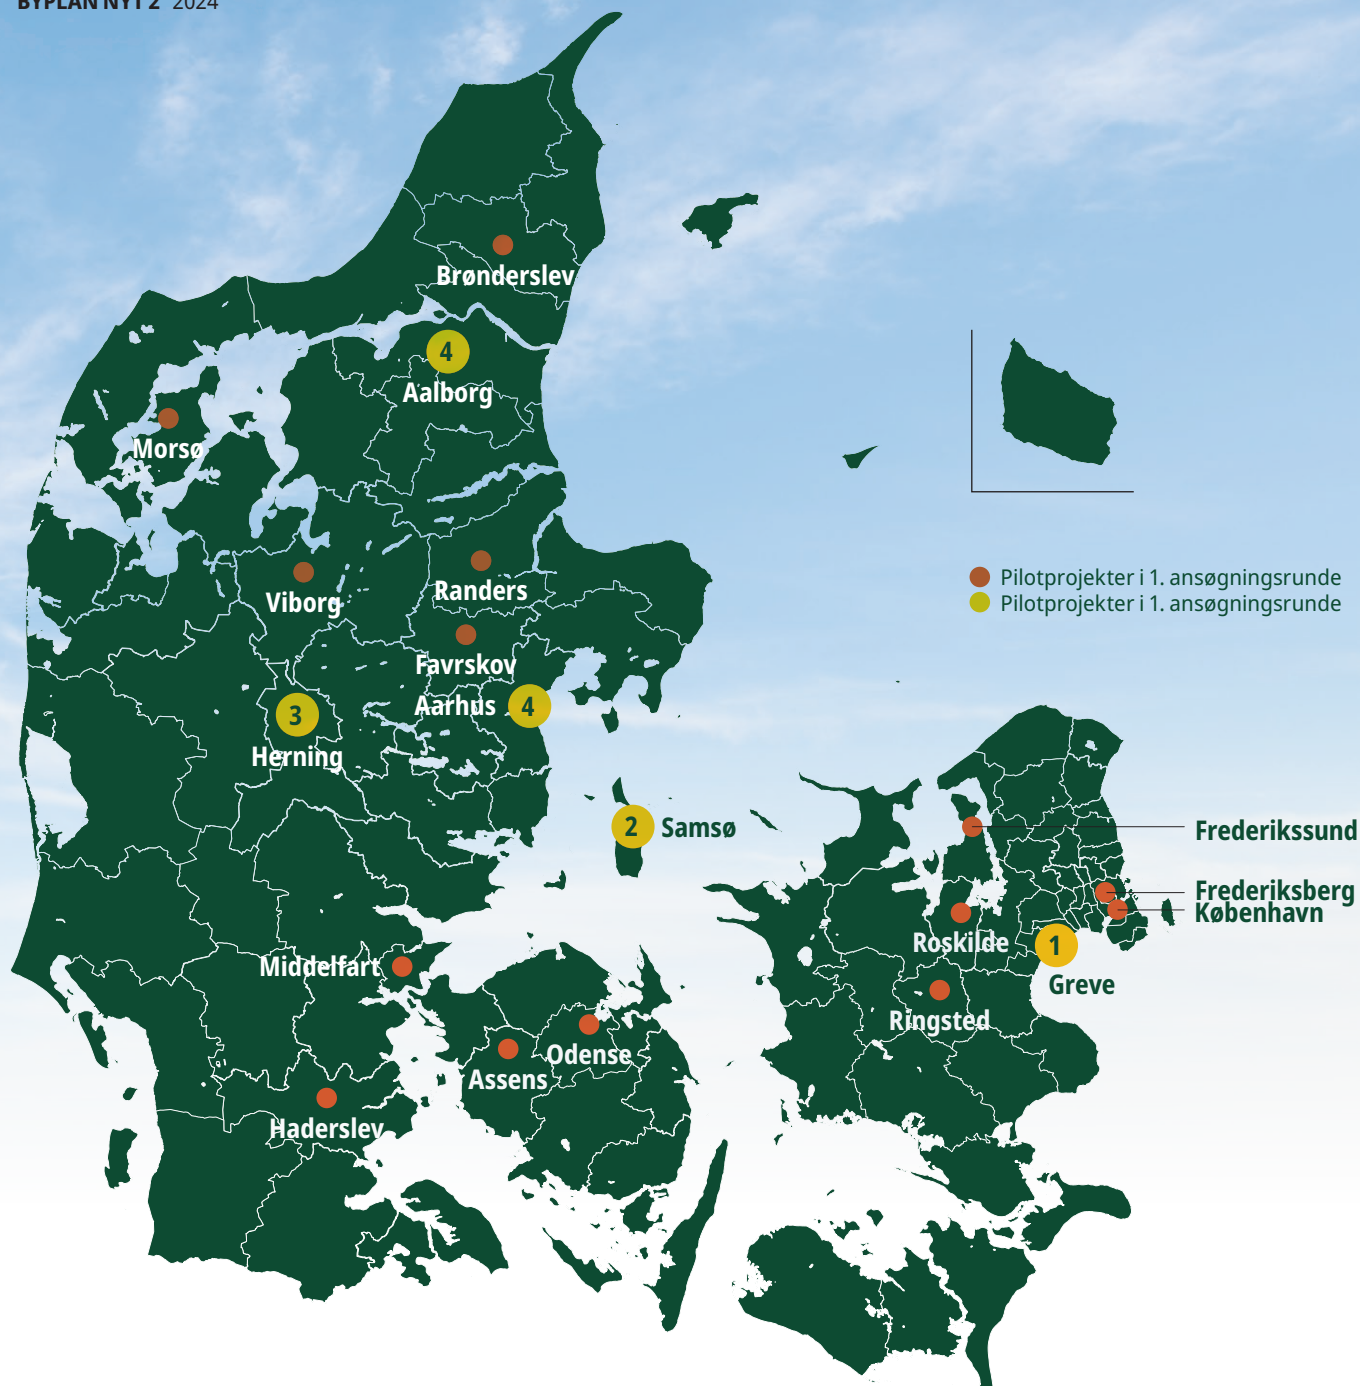 BYPLAN NYT 2 2024
Brønderslev
4
Aalborg
Morsø
Pilotprojekter i 1. ansøgningsrunde
Pilotprojekter i 1. ansøgningsrunde
Viborg
Randers
Favrskov
Aarhus 4
3
Herning
2 Samsø
Frederikssund
Frederiksberg
København
Roskilde
1
Greve
Middelfart
Ringsted
Odense
Assens
Haderslev